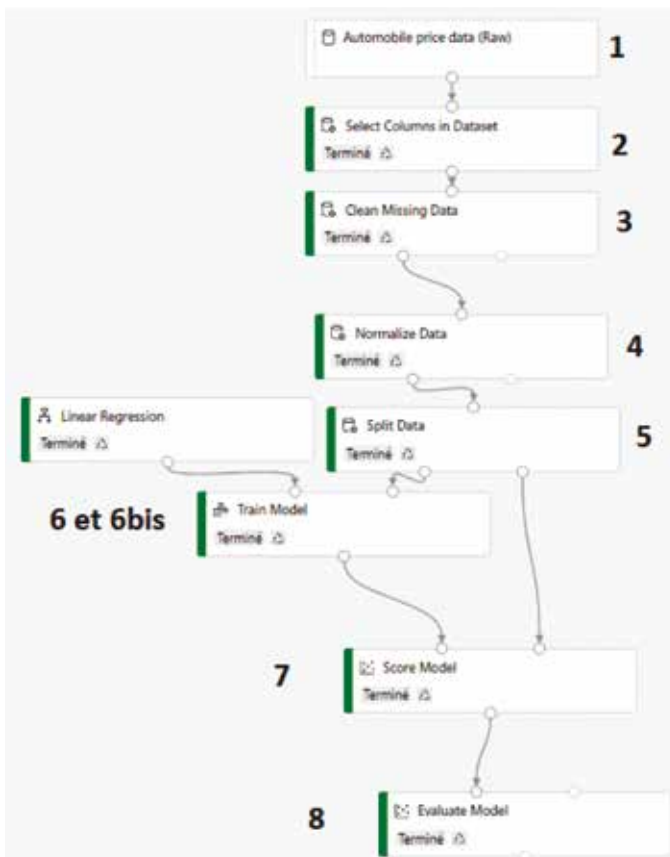 Automobile price data (Raw)
1
Select Columns in Dataset
Terminé
2
Clean Missing Data
Terminé
3
Normalize Data
Terminé
4
Linear Regression
Terminé
Split Data
Terminé
5
6 et 6bis
Train Model
Terminé
7
Score Model
Terminé
8
Evaluate Model
Terminé